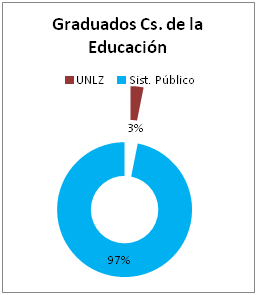 Graduados Cs. de la
Educación
UNLZ Sist. Público
3%
97%